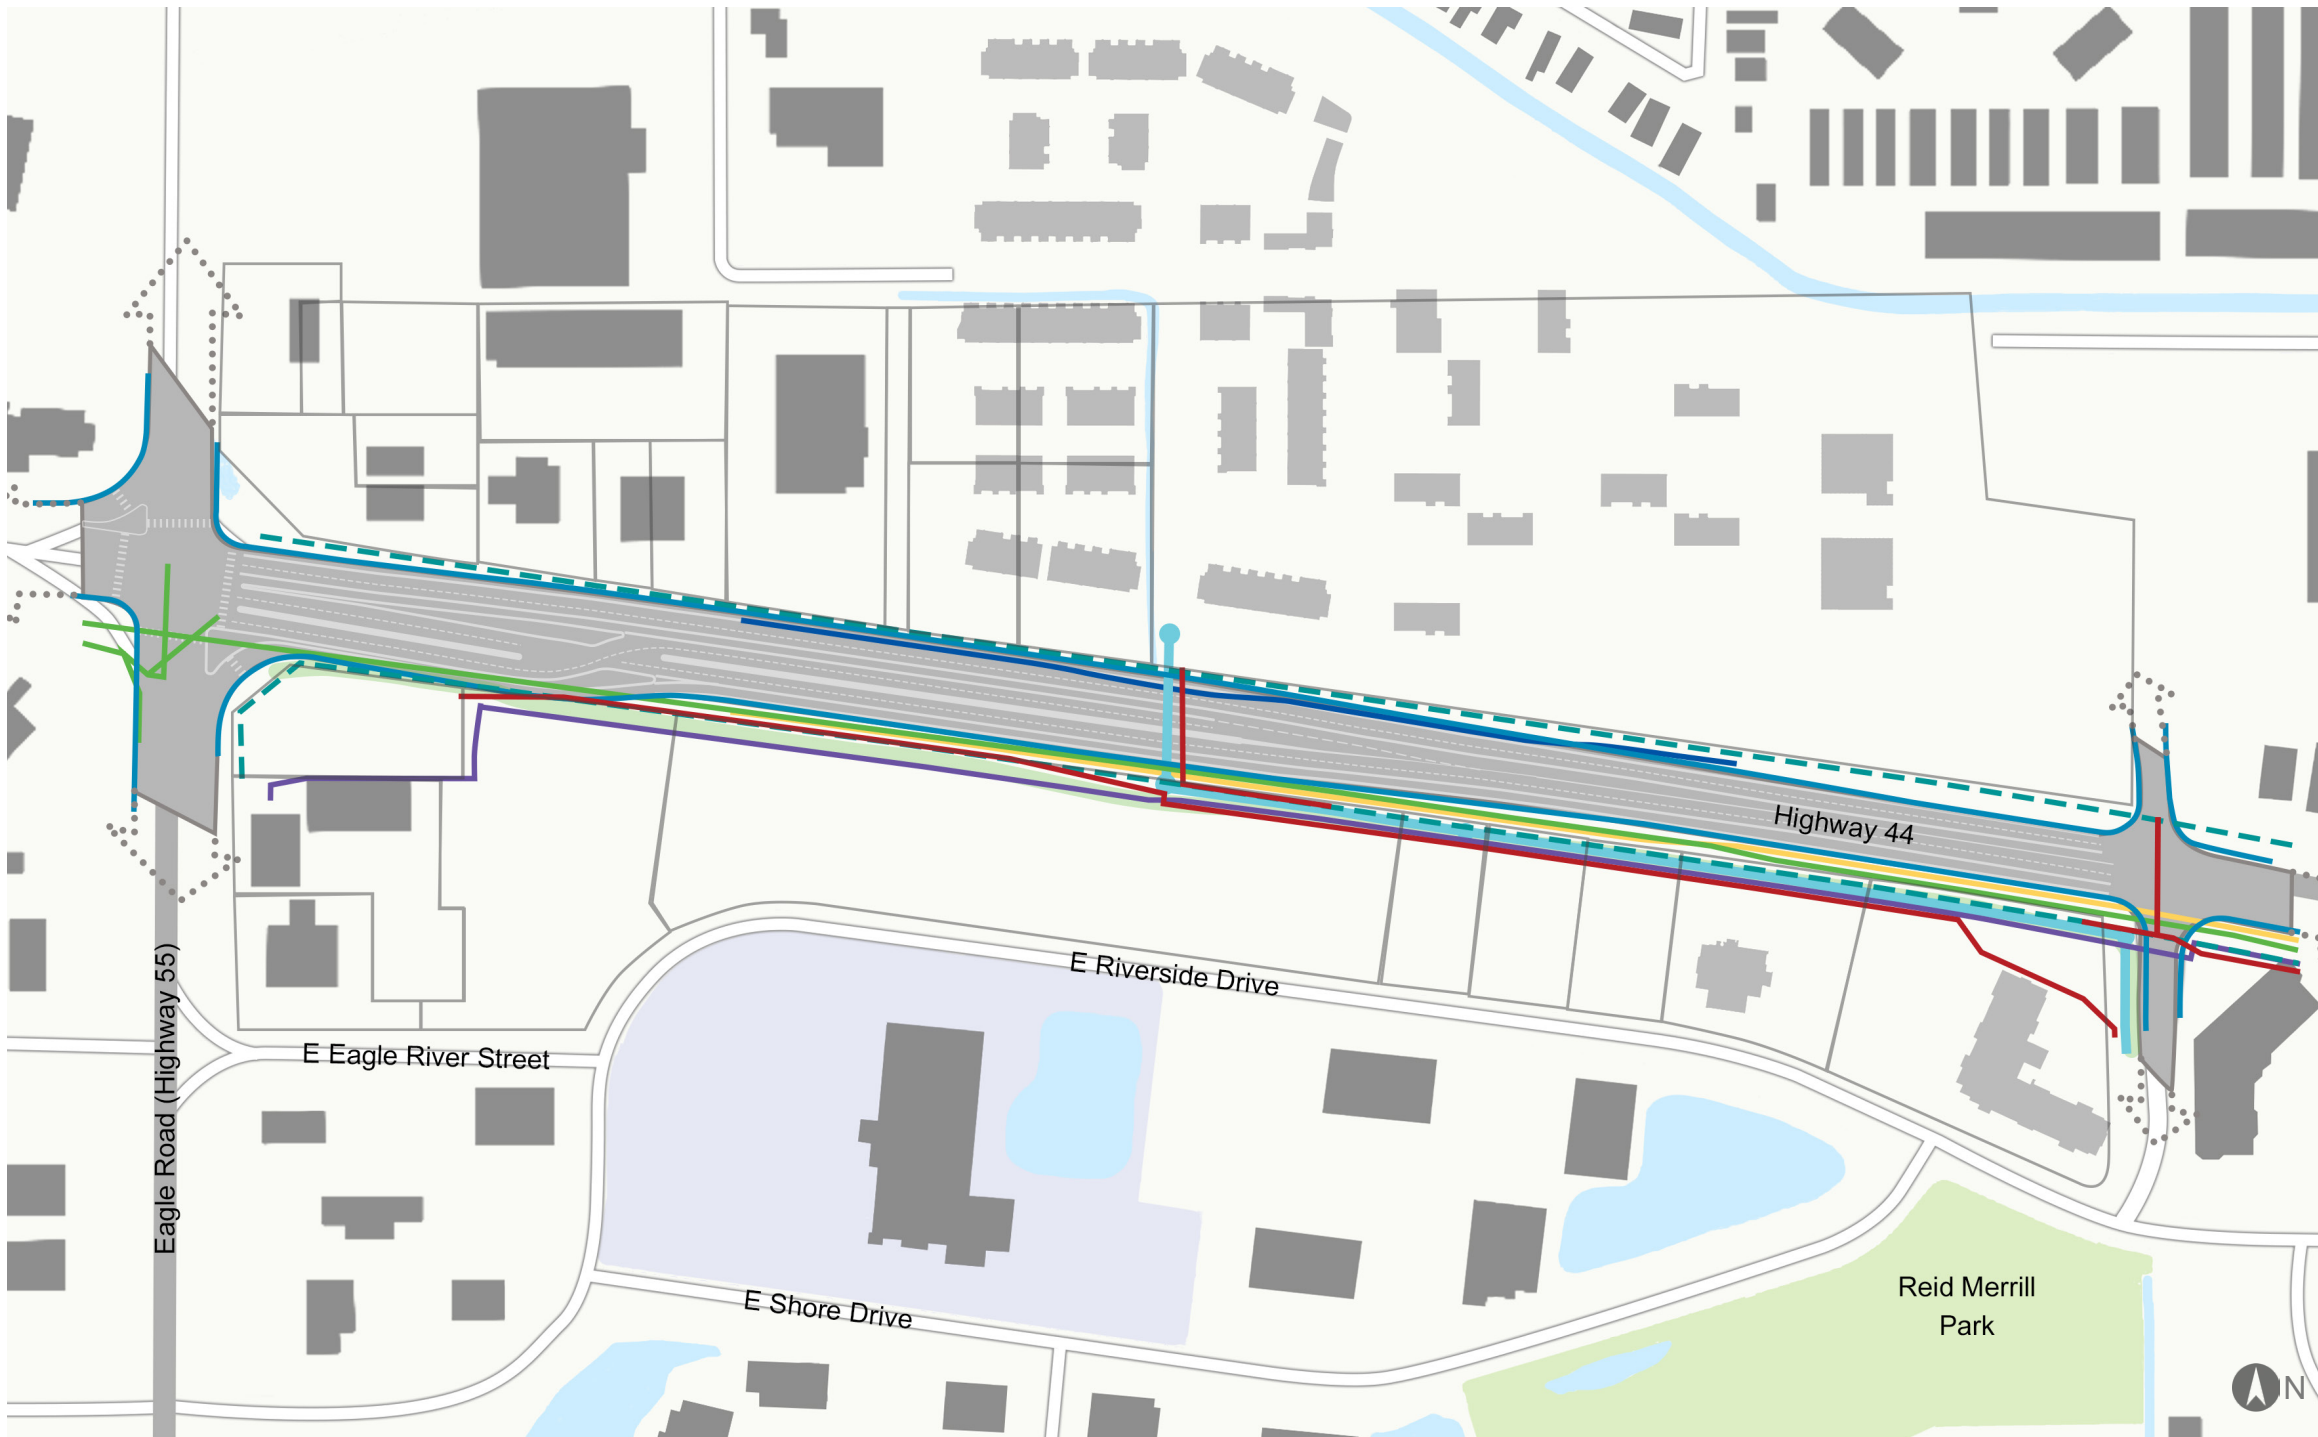 Highway 44
Eagle Road (Highway 55)
E Riverside Drive
E Eagle River Street
E Shore Drive
Reid Merrill
Park
N